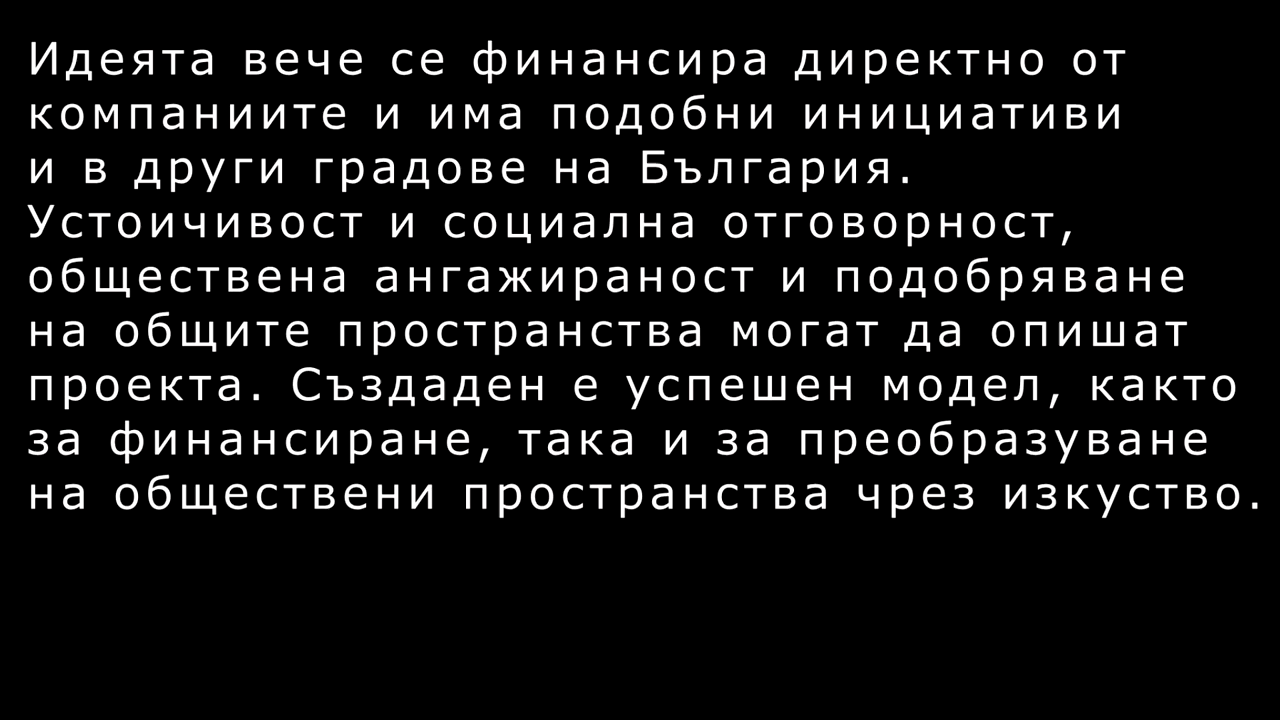 Идеята вече се финансира директно от
компаниите и има подобни инициативи
и в други градове на България.
Устоичивост и социална отговорност,
обществена ангажираност и подобряване
на общите пространства могат да опишат
проекта. Създаден е успешен модел, както
за финансиране, така и за преобразуване
на обществени пространства чрез изкуство.